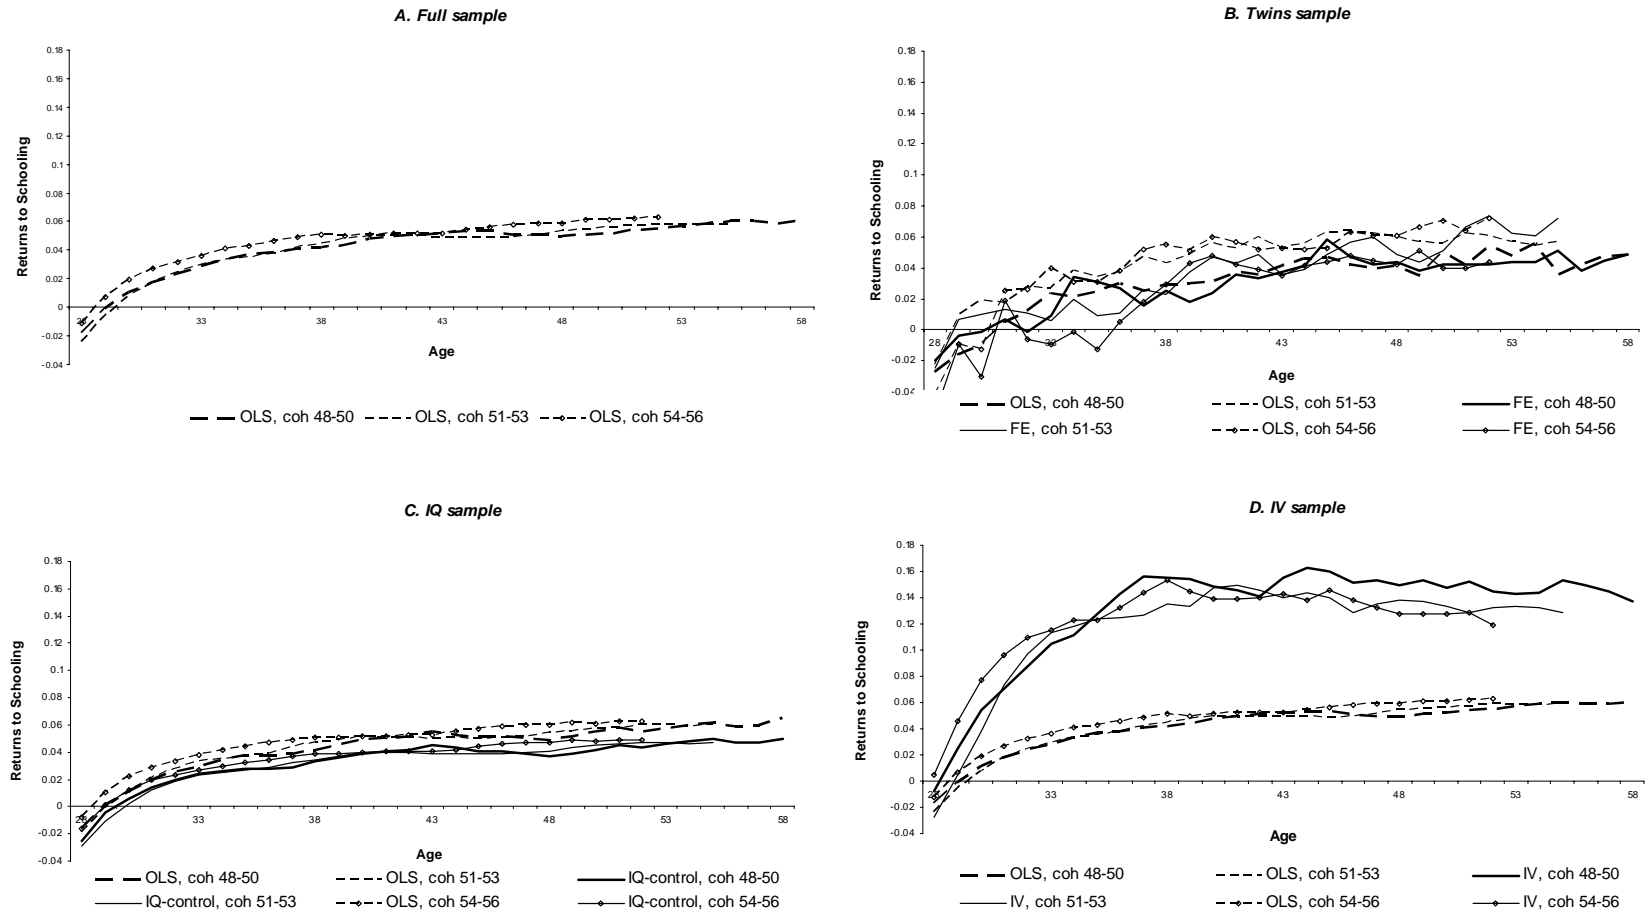 A. Full sample
0.18
0.16
0.14
0.12
0.1
0.08
0.06
0.04
0.02
0
-0.02
-0.04
Returns to Schooling
28 33 38 43 48 53 58
Age
OLS, coh 48-50 OLS, coh 51-53 OLS, coh 54-56
B. Twins sample
0.18
0.16
0.14
0.12
0.1
0.08
0.06
0.04
0.02
0
-0.02
-0.04
Returns to Schooling
28 33 38 43 48 53 58
Age
OLS, coh 48-50 OLS, coh 51-53 FE, coh 48-50
FE, coh 51-53 OLS, coh 54-56 FE, coh 54-56
C. IQ sample
0.18
0.16
0.14
0.12
0.1
0.08
0.06
0.04
0.02
0
-0.02
-0.04
Returns to Schooling
28 33 38 43 48 53 58
Age
OLS, coh 48-50 OLS, coh 51-53 IQ-control, coh 48-50
IQ-control, coh 51-53 OLS, coh 54-56 IQ-control, coh 54-56
D. IV sample
0.18
0.16
0.14
0.12
0.1
0.08
0.06
0.04
0.02
0
-0.02
-0.04
Returns to Schooling
28 33 38 43 48 53 58
Age
OLS, coh 48-50 OLS, coh 51-53 IV, coh 48-50
IV, coh 51-53 OLS, coh 54-56 IV, coh 54-56